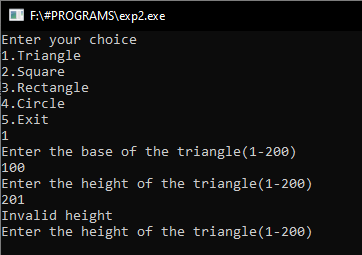 F:\#PROGRAMS\exp2.exe
Enter your choice
1.Triangle
2.Square
3.Rectangle
4.Circle
5.Exit
1
Enter the base of the triangle(1-200)
100
Enter the height of the triangle(1-200)
201
Invalid height
Enter the height of the triangle(1-200)